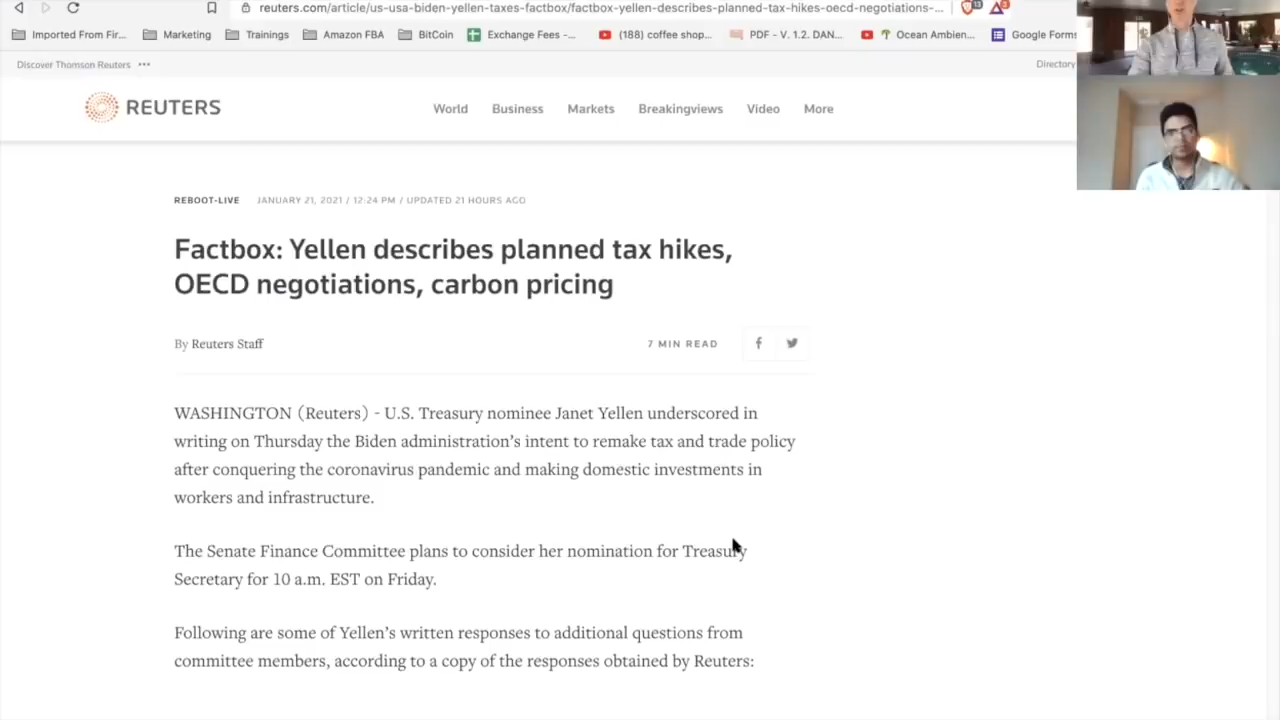 reuters.com/article/us-usa-biden-yellen-taxes-factbox/factbox-yellen-describes-planned-tax-hikes-oecd-negotiations-...
13
Imported From Fir...
Marketing
Trainings
Amazon FBA
BitCoin
Exchange Fees -...
(188) coffee shop...
PDF - V. 1.2. DAN...
Ocean Ambien...
Google Forms
Discover Thomson Reuters
Directory
REUTERS
World
Business
Markets
Breakingviews
Video
More
REBOOT-LIVE JANUARY 21, 2021 / 12:24 PM / UPDATED 21 HOURS AGO
Factbox: Yellen describes planned tax hikes,
OECD negotiations, carbon pricing
By Reuters Staff
7 MIN READ
WASHINGTON (Reuters) - U.S. Treasury nominee Janet Yellen underscored in
writing on Thursday the Biden administration’s intent to remake tax and trade policy
after conquering the coronavirus pandemic and making domestic investments in
workers and infrastructure.
The Senate Finance Committee plans to consider her nomination for Treasury
Secretary for 10 a.m. EST on Friday.
Following are some of Yellen’s written responses to additional questions from
committee members, according to a copy of the responses obtained by Reuters: